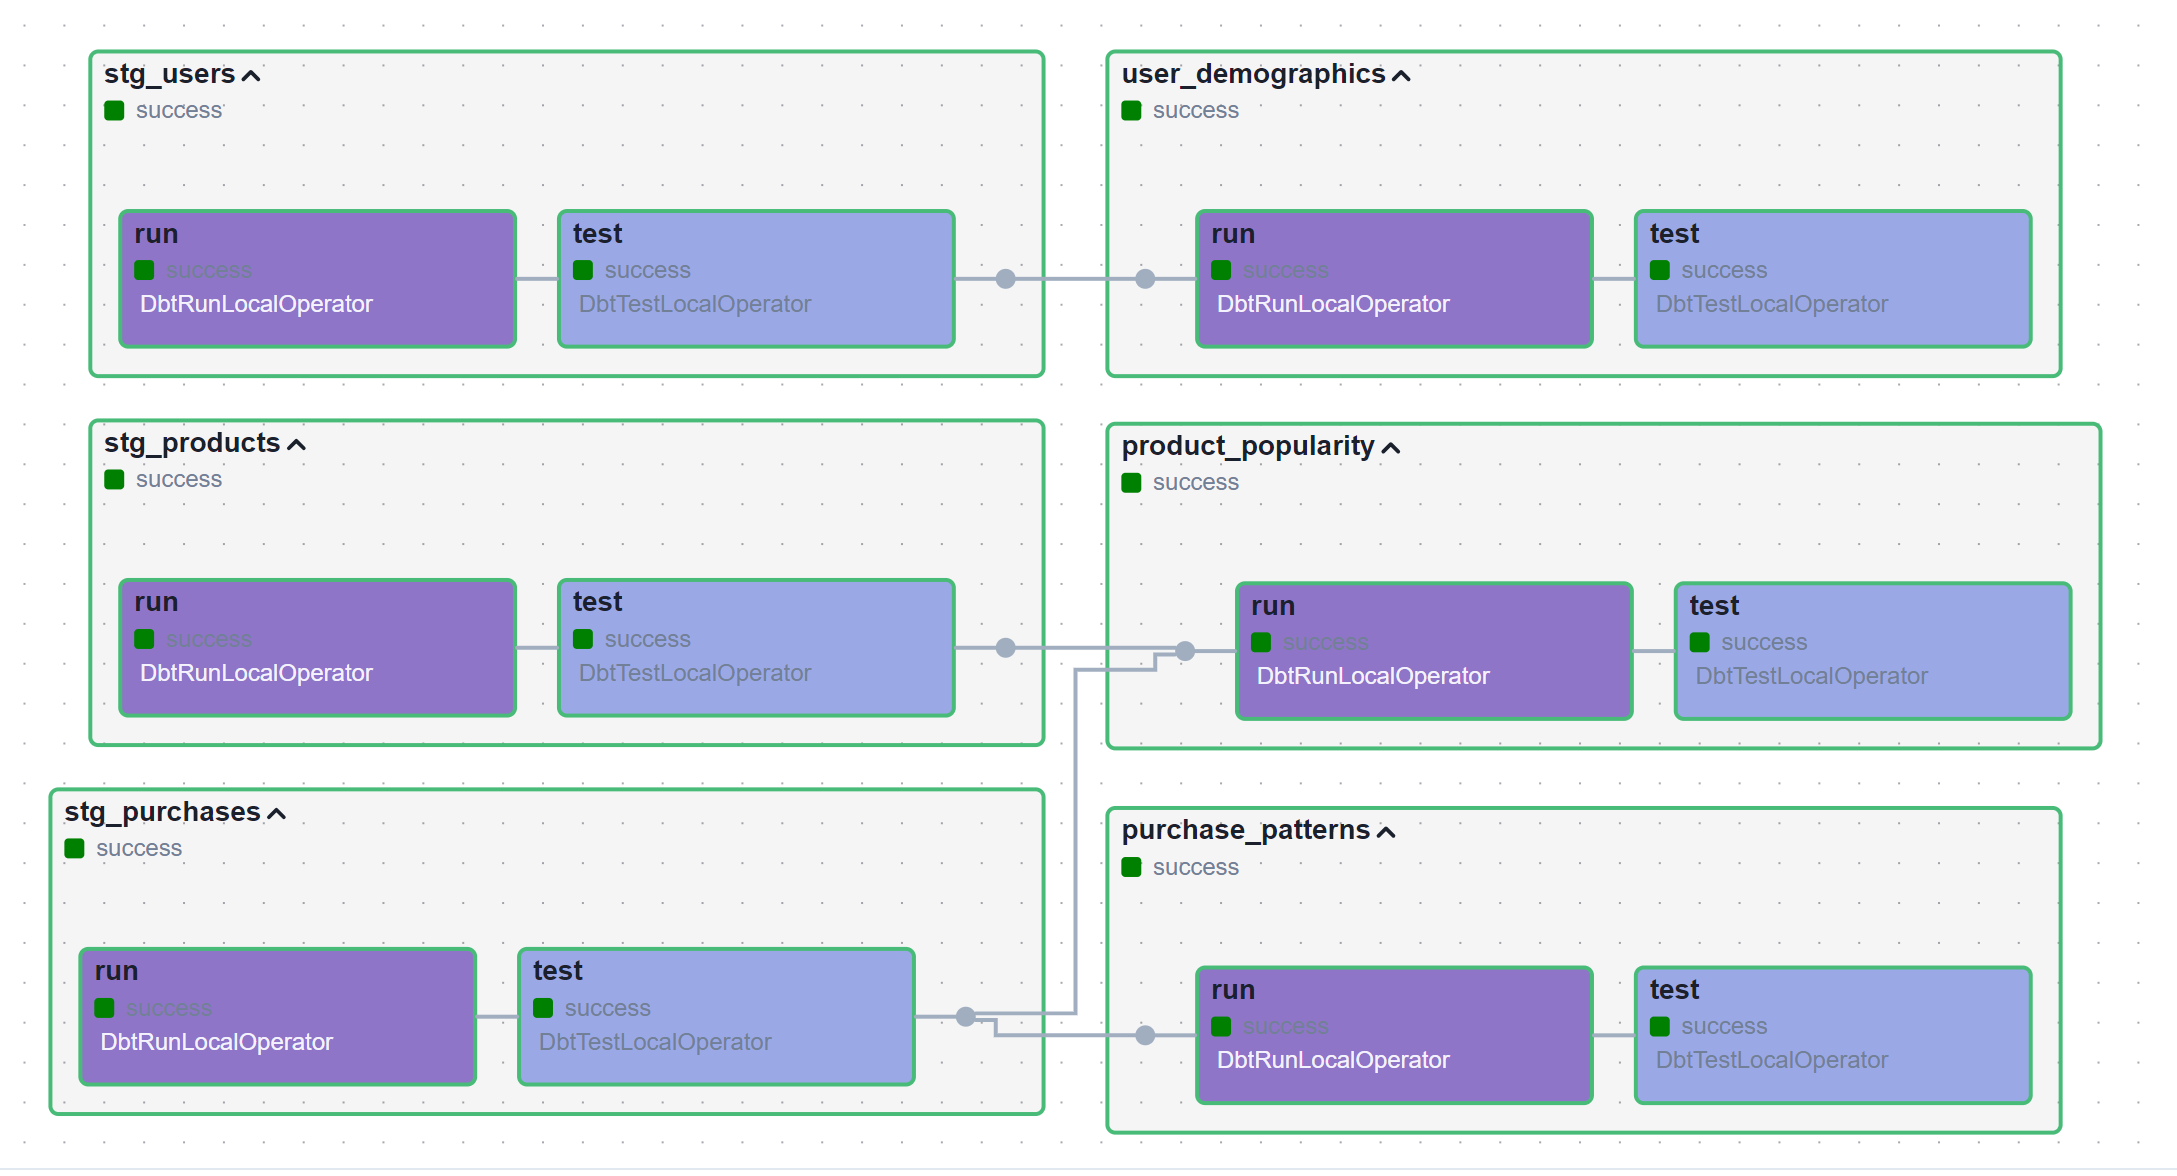 stg_users
success
run
success
DbtRunLocalOperator
test
success
DbtTestLocalOperator
user_demographics
success
run
success
DbtRunLocalOperator
test
success
DbtTestLocalOperator
stg_products
success
run
success
DbtRunLocalOperator
test
success
DbtTestLocalOperator
product_popularity
success
run
success
DbtRunLocalOperator
test
success
DbtTestLocalOperator
stg_purchases
success
run
success
DbtRunLocalOperator
test
success
DbtTestLocalOperator
purchase_patterns
success
run
success
DbtRunLocalOperator
test
success
DbtTestLocalOperator